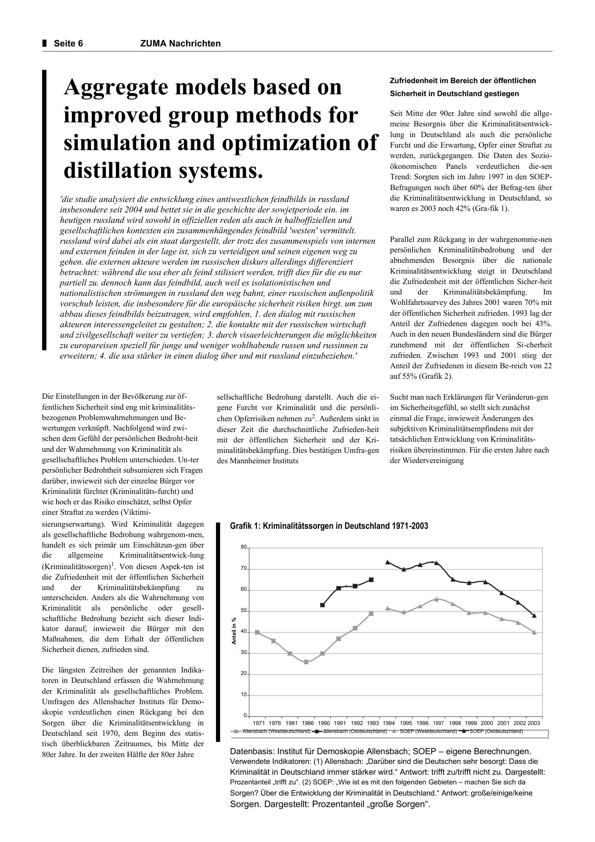 Seite 6 ZUMA Nachrichten
Aggregate models based on
improved group methods for
simulation and optimization of
distillation systems.
'die studie analysiert die entwicklung eines antiwestlichen feindbilds in russland
insbesondere seit 2004 und bettet sie in die geschichte der sowjetperiode ein. im
heutigen russland wird sowohl in offiziellen reden als auch in halboffiziellen und
gesellschaftlichen kontexten ein zusammenhängendes feindbild 'westen' vermittelt.
russland wird dabei als ein staat dargestellt, der trotz des zusammenspiels von internen
und externen feinden in der lage ist, sich zu verteidigen und seinen eigenen weg zu
gehen. die externen akteure werden im russischen diskurs allerdings differenziert
betrachtet: während die usa eher als feind stilisiert werden, trifft dies für die eu nur
partiell zu. dennoch kann das feindbild, auch weil es isolationistischen und
nationalistischen strömungen in russland den weg bahnt, einer russischen außenpolitik
vorschub leisten, die insbesondere für die europäische sicherheit risiken birgt. um zum
abbau dieses feindbilds beizutragen, wird empfohlen, 1. den dialog mit russischen
akteuren interessengeleitet zu gestalten; 2. die kontakte mit der russischen wirtschaft
und zivilgesellschaft weiter zu vertiefen; 3. durch visaerleichterungen die möglichkeiten
zu europareisen speziell für junge und weniger wohlhabende russen und russinnen zu
erweitern; 4. die usa stärker in einen dialog über und mit russland einzubeziehen.'
Zufriedenheit im Bereich der öffentlichen
Sicherheit in Deutschland gestiegen
Seit Mitte der 90er Jahre sind sowohl die allge-
meine Besorgnis über die Kriminalitätsentwick-
lung in Deutschland als auch die persönliche
Furcht und die Erwartung, Opfer einer Straftat zu
werden, zurückgegangen. Die Daten des Sozio-
ökonomischen Panels verdeutlichen die-sen
Trend: Sorgten sich im Jahre 1997 in den SOEP-
Befragungen noch über 60% der Befrag-ten über
die Kriminalitätsentwicklung in Deutschland, so
waren es 2003 noch 42% (Gra-fik 1).
Parallel zum Rückgang in der wahrgenomme-nen
persönlichen Kriminalitätsbedrohung und der
abnehmenden Besorgnis über die nationale
Kriminalitätsentwicklung steigt in Deutschland
die Zufriedenheit mit der öffentlichen Sicher-heit
und der Kriminalitätsbekämpfung. Im
Wohlfahrtssurvey des Jahres 2001 waren 70% mit
der öffentlichen Sicherheit zufrieden. 1993 lag der
Anteil der Zufriedenen dagegen noch bei 43%.
Auch in den neuen Bundesländern sind die Bürger
zunehmend mit der öffentlichen Si-cherheit
zufrieden. Zwischen 1993 und 2001 stieg der
Anteil der Zufriedenen in diesem Be-reich von 22
auf 55% (Grafik 2).
Die Einstellungen in der Bevölkerung zur öf-
fentlichen Sicherheit sind eng mit kriminalitäts-
bezogenen Problemwahrnehmungen und Be-
wertungen verknüpft. Nachfolgend wird zwi-
schen dem Gefühl der persönlichen Bedroht-heit
und der Wahrnehmung von Kriminalität als
gesellschaftliches Problem unterschieden. Un-ter
persönlicher Bedrohtheit subsumieren sich Fragen
darüber, inwieweit sich der einzelne Bürger vor
Kriminalität fürchtet (Kriminalitäts-furcht) und
wie hoch er das Risiko einschätzt, selbst Opfer
einer Straftat zu werden (Viktimi-
sierungserwartung). Wird Kriminalität dagegen
als gesellschaftliche Bedrohung wahrgenom-men,
handelt es sich primär um Einschätzun-gen über
die allgemeine Kriminalitätsentwick-lung
(Kriminalitätssorgen)1. Von diesen Aspek-ten ist
die Zufriedenheit mit der öffentlichen Sicherheit
und der Kriminalitätsbekämpfung zu
unterscheiden. Anders als die Wahrnehmung von
Kriminalität als persönliche oder gesell-
schaftliche Bedrohung bezieht sich dieser Indi-
kator darauf, inwieweit die Bürger mit den
Maßnahmen, die dem Erhalt der öffentlichen
Sicherheit dienen, zufrieden sind.
Die längsten Zeitreihen der genannten Indika-
toren in Deutschland erfassen die Wahrnehmung
der Kriminalität als gesellschaftliches Problem.
Umfragen des Allensbacher Instituts für Demo-
skopie verdeutlichen einen Rückgang bei den
Sorgen über die Kriminalitätsentwicklung in
Deutschland seit 1970, dem Beginn des statis-
tisch überblickbaren Zeitraumes, bis Mitte der
80er Jahre. In der zweiten Hälfte der 80er Jahre
sellschaftliche Bedrohung darstellt. Auch die ei-
gene Furcht vor Kriminalität und die persönli-
chen Opferrisiken nehmen zu2. Außerdem sinkt in
dieser Zeit die durchschnittliche Zufrieden-heit
mit der öffentlichen Sicherheit und der Kri-
minalitätsbekämpfung. Dies bestätigen Umfra-gen
des Mannheimer Instituts
Sucht man nach Erklärungen für Veränderun-gen
im Sicherheitsgefühl, so stellt sich zunächst
einmal die Frage, inwieweit Änderungen des
subjektiven Kriminalitätsempfindens mit der
tatsächlichen Entwicklung von Kriminalitäts-
risiken übereinstimmen. Für die ersten Jahre nach
der Wiedervereinigung
Grafik 1: Kriminalitätssorgen in Deutschland 1971-2003
80
70
60
50
40
30
20
10
0
Anteil in %
1971 1976 1981 1986 1990 1991 1992 1993 1994 1995 1996 1997 1998 1999 2000 2001 2002 2003
Allensbach (Westdeutschland) Allensbach (Ostdeutschland) SOEP (Westdeutschland) SOEP (Ostdeutschland)
Datenbasis: Institut für Demoskopie Allensbach; SOEP – eigene Berechnungen.
Verwendete Indikatoren: (1) Allensbach: „Darüber sind die Deutschen sehr besorgt: Dass die
Kriminalität in Deutschland immer stärker wird.“ Antwort: trifft zu/trifft nicht zu. Dargestellt:
Prozentanteil „trifft zu“. (2) SOEP: „Wie ist es mit den folgenden Gebieten – machen Sie sich da
Sorgen? Über die Entwicklung der Kriminalität in Deutschland.“ Antwort: große/einige/keine
Sorgen. Dargestellt: Prozentanteil „große Sorgen“.